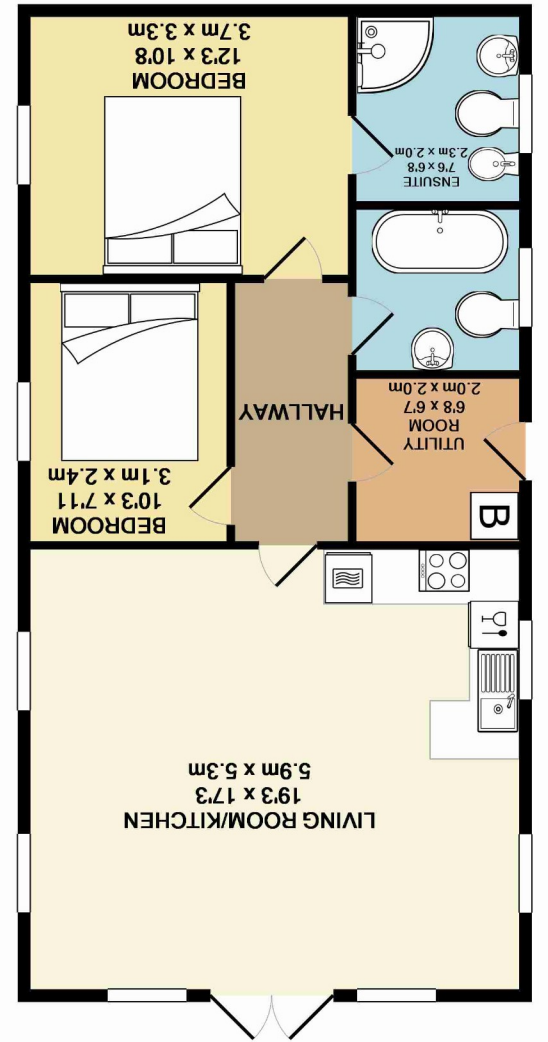 LIVING ROOM/KITCHEN
19'3 x 17'3
5.9m x 5.3m
B
UTILITY
ROOM
6'8 x 6'7
2.0m x 2.0m
HALLWAY
BEDROOM
10'3 x 7'11
3.1m x 2.4m
ENSUITE
7'6 x 6'8
2.3m x 2.0m
BEDROOM
12'3 x 10'8
3.7m x 3.3m